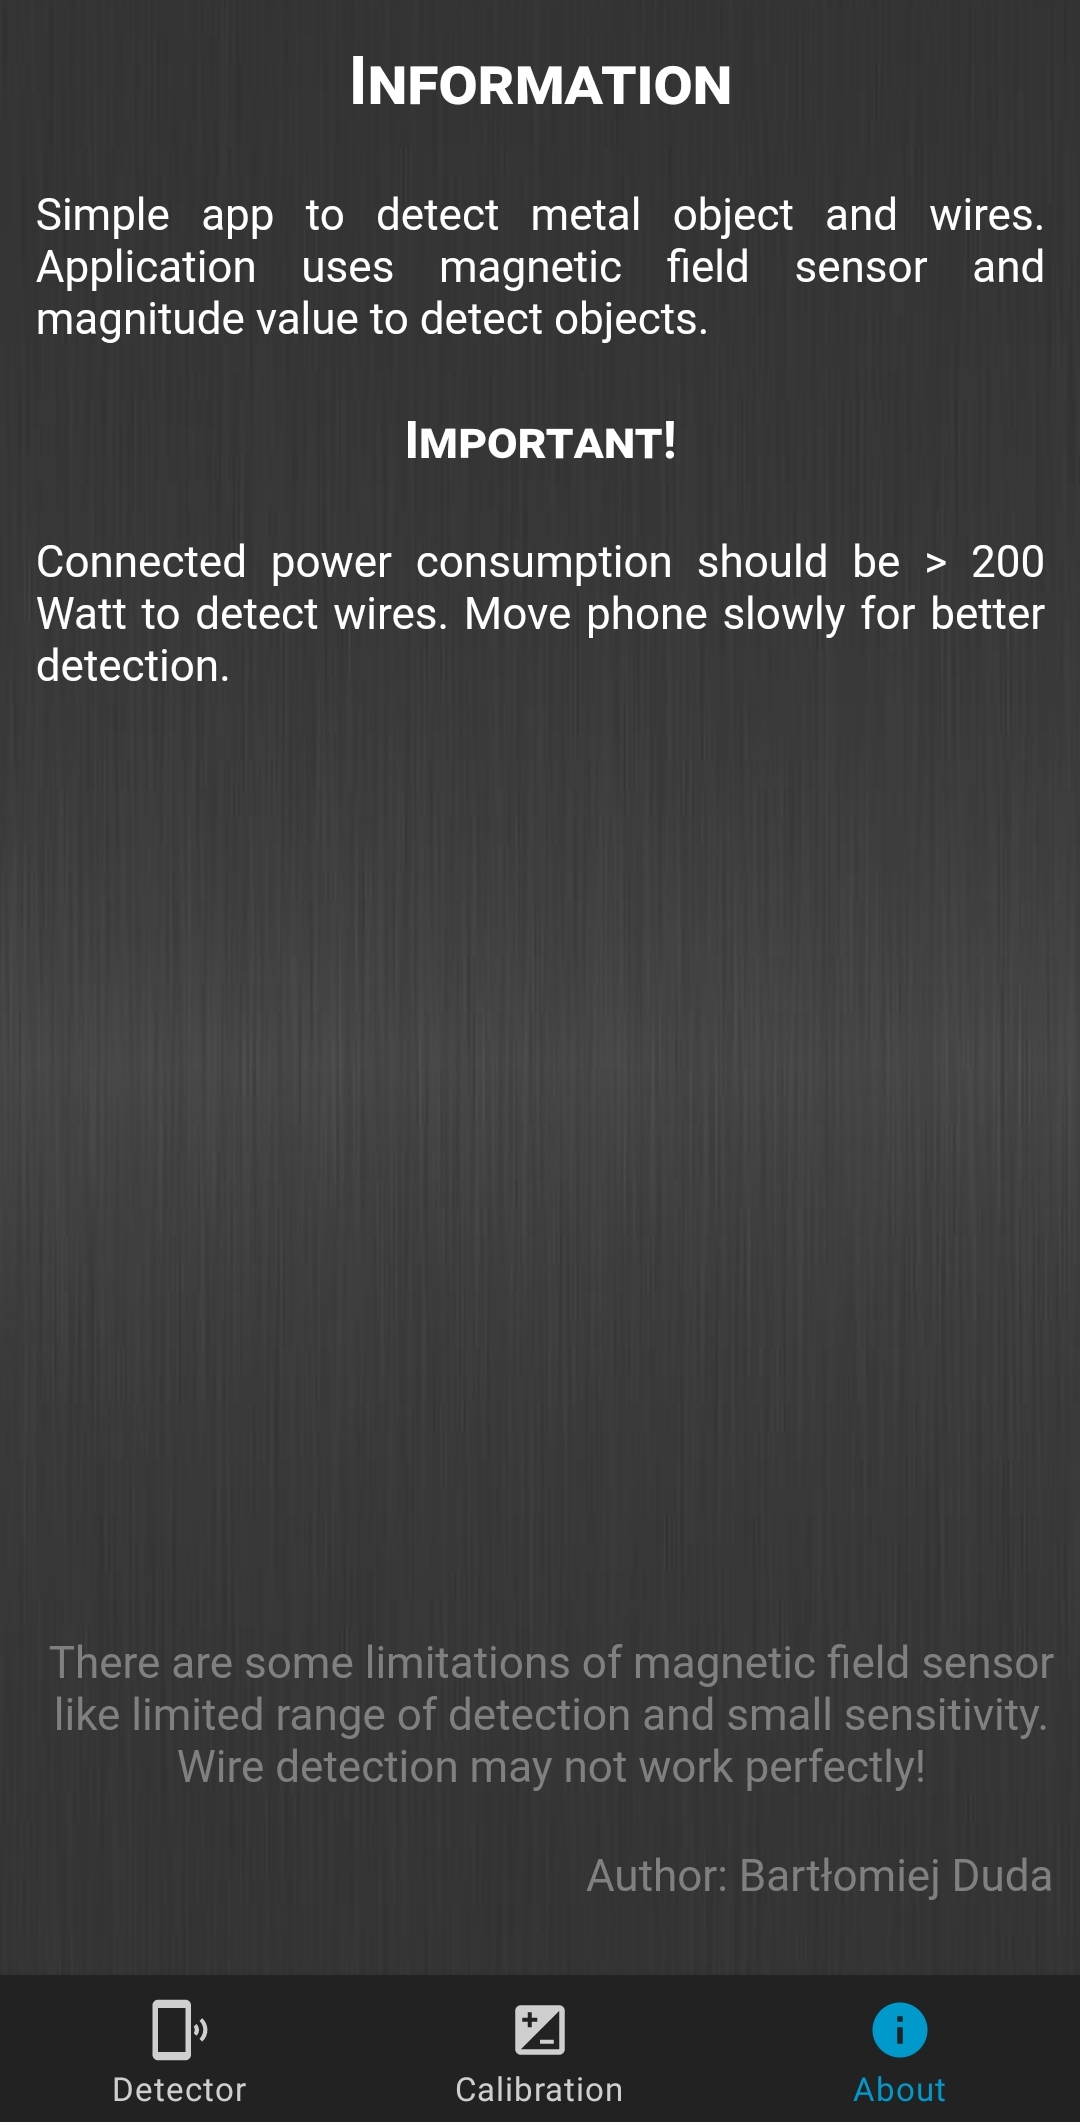 Information
Simple app to detect metal object and wires.
Application uses magnetic field sensor and
magnitude value to detect objects.
Important!
Connected power consumption should be > 200
Watt to detect wires. Move phone slowly for better
detection.
There are some limitations of magnetic field sensor
like limited range of detection and small sensitivity.
Wire detection may not work perfectly!
Author: Bartłomiej Duda
Detector
Calibration
About